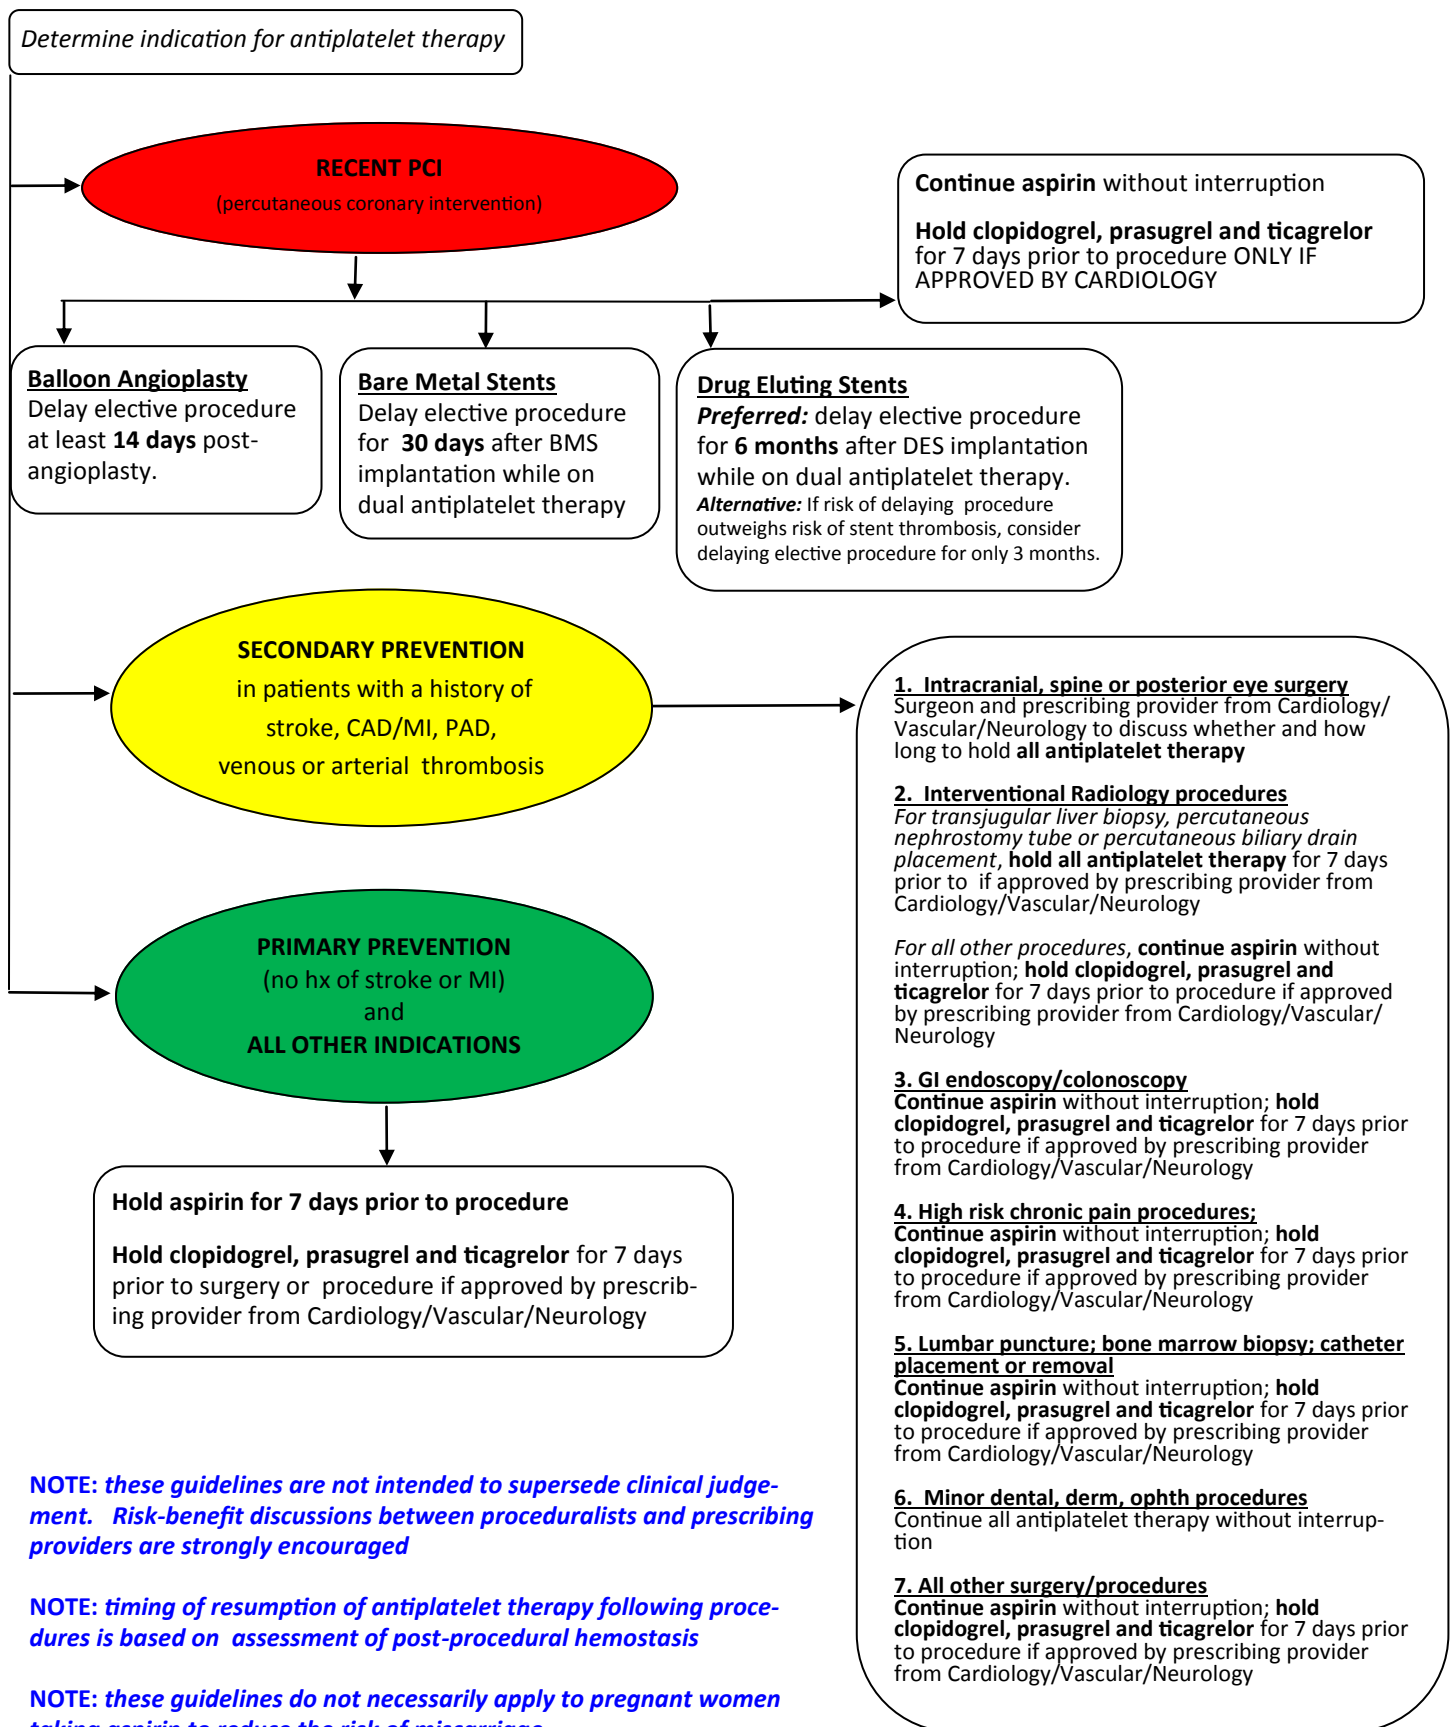 Determine indication for antiplatelet therapy
RECENT PCI
(percutaneous coronary intervention)
Continue aspirin without interruption
Hold clopidogrel, prasugrel and ticagrelor
for 7 days prior to procedure ONLY IF
APPROVED BY CARDIOLOGY
Balloon Angioplasty
Delay elective procedure
at least 14 days post-
angioplasty.
Bare Metal Stents
Delay elective procedure
for 30 days after BMS
implantation while on
dual antiplatelet therapy
Drug Eluting Stents
Preferred: delay elective procedure
for 6 months after DES implantation
while on dual antiplatelet therapy.
Alternative: If risk of delaying procedure
outweighs risk of stent thrombosis, consider
delaying elective procedure for only 3 months.
SECONDARY PREVENTION
in patients with a history of
stroke, CAD/MI, PAD,
venous or arterial thrombosis
PRIMARY PREVENTION
(no hx of stroke or MI)
and
ALL OTHER INDICATIONS
Hold aspirin for 7 days prior to procedure
Hold clopidogrel, prasugrel and ticagrelor for 7 days
prior to surgery or procedure if approved by prescrib-
ing provider from Cardiology/Vascular/Neurology
1. Intracranial, spine or posterior eye surgery
Surgeon and prescribing provider from Cardiology/
Vascular/Neurology to discuss whether and how
long to hold all antiplatelet therapy
2. Interventional Radiology procedures
For transjugular liver biopsy, percutaneous
nephrostomy tube or percutaneous biliary drain
placement, hold all antiplatelet therapy for 7 days
prior to if approved by prescribing provider from
Cardiology/Vascular/Neurology
For all other procedures, continue aspirin without
interruption; hold clopidogrel, prasugrel and
ticagrelor for 7 days prior to procedure if approved
by prescribing provider from Cardiology/Vascular/
Neurology
3. GI endoscopy/colonoscopy
Continue aspirin without interruption; hold
clopidogrel, prasugrel and ticagrelor for 7 days prior
to procedure if approved by prescribing provider
from Cardiology/Vascular/Neurology
4. High risk chronic pain procedures;
Continue aspirin without interruption; hold
clopidogrel, prasugrel and ticagrelor for 7 days prior
to procedure if approved by prescribing provider
from Cardiology/Vascular/Neurology
5. Lumbar puncture; bone marrow biopsy; catheter
placement or removal
Continue aspirin without interruption; hold
clopidogrel, prasugrel and ticagrelor for 7 days prior
to procedure if approved by prescribing provider
from Cardiology/Vascular/Neurology
6. Minor dental, derm, ophth procedures
Continue all antiplatelet therapy without interrup-
tion
7. All other surgery/procedures
Continue aspirin without interruption; hold
clopidogrel, prasugrel and ticagrelor for 7 days prior
to procedure if approved by prescribing provider
from Cardiology/Vascular/Neurology
NOTE: these guidelines are not intended to supersede clinical judge-
ment. Risk-benefit discussions between proceduralists and prescribing
providers are strongly encouraged
NOTE: timing of resumption of antiplatelet therapy following proce-
dures is based on assessment of post-procedural hemostasis
NOTE: these guidelines do not necessarily apply to pregnant women
taking aspirin to reduce the risk of miscarriage